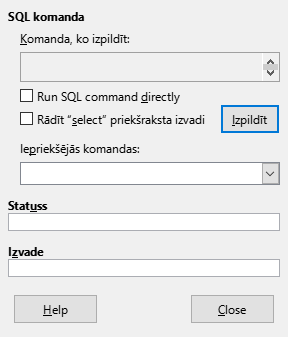 SQL komanda
Komanda, ko izpildīt:
Run SQL command directly
Rādīt “select” priekšraksta izvadi
Izpildīt
Iepriekšējās komandas:
Statuss
Izvade
Help
Close